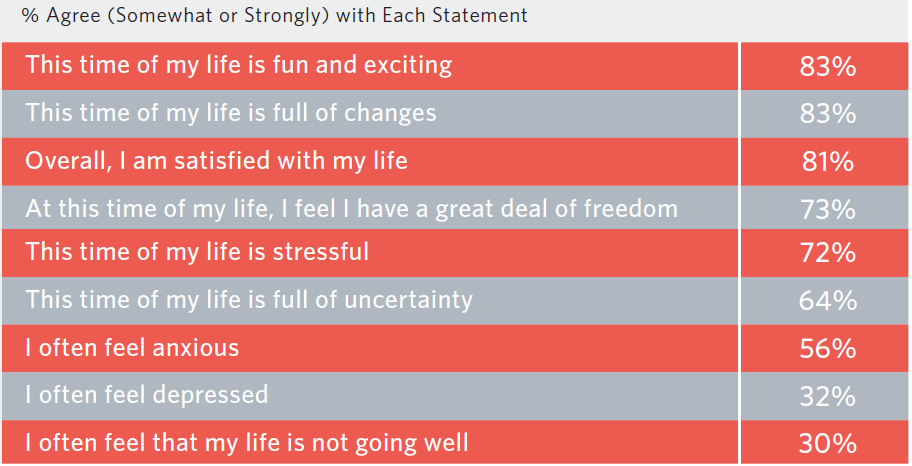 % Agree (Somewhat or Strongly) with Each Statement
This time of my life is fun and exciting 83%
This time of my life is full of changes 83%
Overall, I am satisfied with my life 81%
At this time of my life, I feel I have a great deal of freedom 73%
This time of my life is stressful 72%
This time of my life is full of uncertainty 64%
I often feel anxious 56%
I often feel depressed 32%
I often feel that my life is not going well 30%